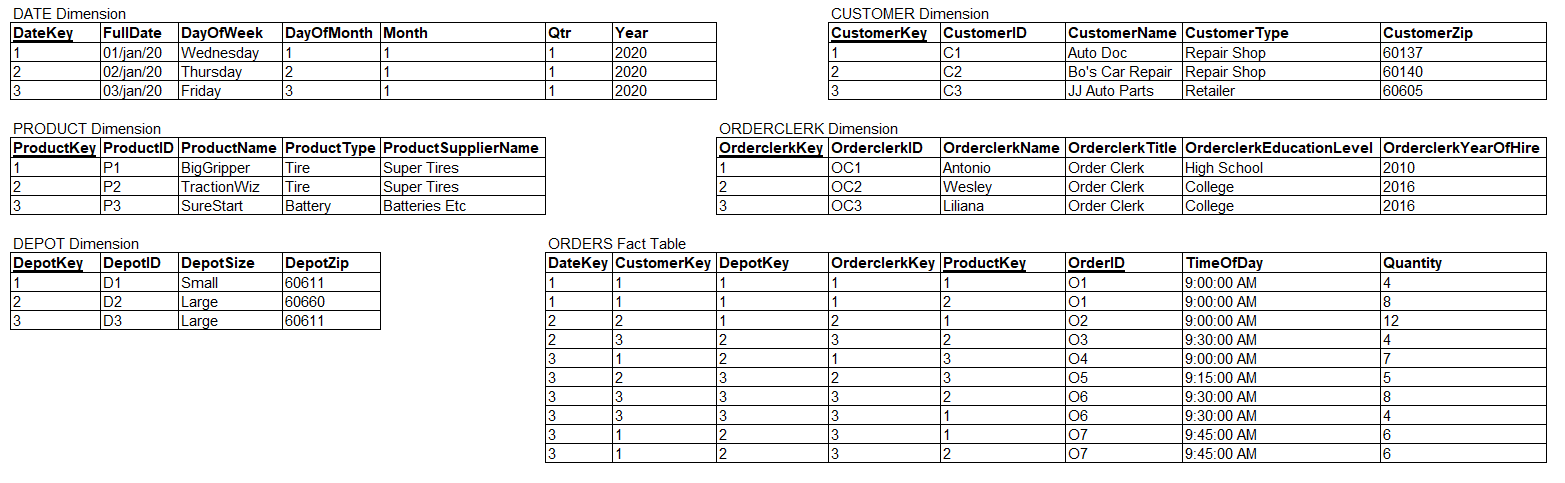 DATE Dimension
DateKey FullDate DayOfWeek DayOfMonth Month Qtr Year
1 01/jan/20 Wednesday 1 1 1 2020
2 02/jan/20 Thursday 2 1 1 2020
3 03/jan/20 Friday 3 1 1 2020
CUSTOMER Dimension
CustomerKey CustomerID CustomerName CustomerType CustomerZip
1 C1 Auto Doc Repair Shop 60137
2 C2 Bo's Car Repair Repair Shop 60140
3 C3 JJ Auto Parts Retailer 60605
PRODUCT Dimension
ProductKey ProductID ProductName ProductType ProductSupplierName
1 P1 BigGripper Tire Super Tires
2 P2 TractionWiz Tire Super Tires
3 P3 SureStart Battery Batteries Etc
ORDERCLERK Dimension
OrderclerkKey OrderclerkID OrderclerkName OrderclerkTitle OrderclerkEducationLevel OrderclerkYearOfHire
1 OC1 Antonio Order Clerk High School 2010
2 OC2 Wesley Order Clerk College 2016
3 OC3 Liliana Order Clerk College 2016
DEPOT Dimension
DepotKey DepotID DepotSize DepotZip
1 D1 Small 60611
2 D2 Large 60660
3 D3 Large 60611
ORDERS Fact Table
DateKey CustomerKey DepotKey OrderclerkKey ProductKey OrderID TimeOfDay Quantity
1 1 1 1 1 O1 9:00:00 AM 4
1 1 1 1 2 O1 9:00:00 AM 8
2 2 1 2 1 O2 9:00:00 AM 12
2 3 2 3 2 O3 9:30:00 AM 4
3 1 2 1 3 O4 9:00:00 AM 7
3 2 3 2 3 O5 9:15:00 AM 5
3 3 3 3 2 O6 9:30:00 AM 8
3 3 3 3 1 O6 9:30:00 AM 4
3 1 2 3 1 O7 9:45:00 AM 6
3 1 2 3 2 O7 9:45:00 AM 6